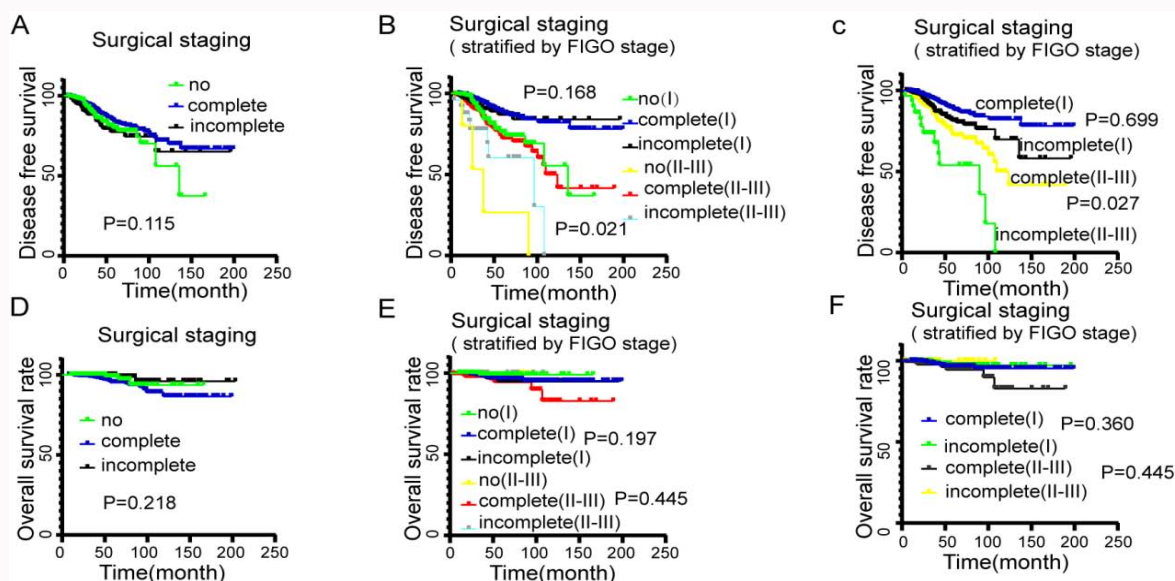 A
Surgical staging
no
complete
incomplete
Disease free survival
100
50
0
P=0.115
0 50 100 150 200 250
Time(month)
B
Surgical staging
( stratified by FIGO stage)
P=0.168
no(I)
complete(I)
incomplete(I)
no(II-III)
complete(II-III)
incomplete(II-III)
P=0.021
Disease free survival
100
50
0
0 50 100 150 200 250
Time(month)
c
Surgical staging
( stratified by FIGO stage)
complete(I)
P=0.699
incomplete(I)
complete(II-III)
P=0.027
incomplete(II-III)
Disease free survival
100
50
0
0 50 100 150 200 250
Time(month)
D
Surgical staging
no
complete
incomplete
P=0.218
Overall survival rate
100
50
0
0 50 100 150 200 250
Time(month)
E
Surgical staging
( stratified by FIGO stage)
no(I)
complete(I) P=0.197
incomplete(I)
no(II-III)
complete(II-III) P=0.445
incomplete(II-III)
Overall survival rate
100
50
0
0 50 100 150 200 250
Time(month)
F
Surgical staging
( stratified by FIGO stage)
complete(I) P=0.360
incomplete(I)
complete(II-III) P=0.445
incomplete(II-III)
Overall survival rate
100
50
0
0 50 100 150 200 250
Time(month)